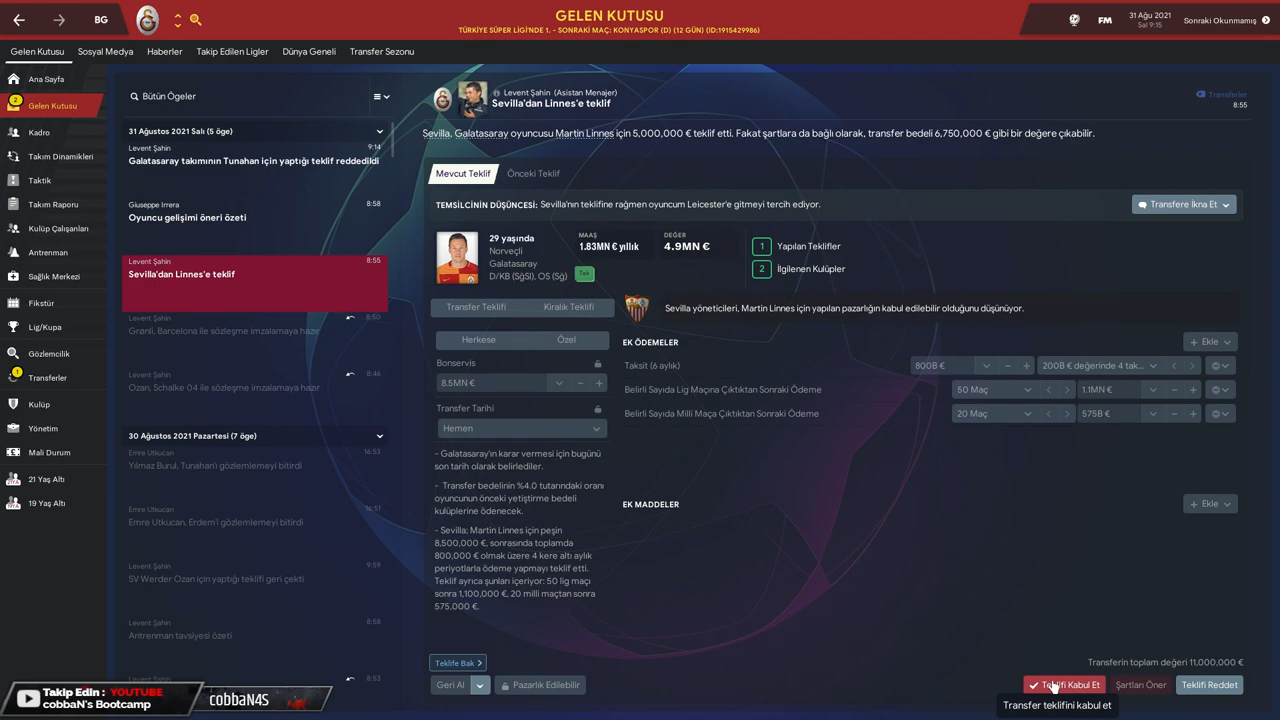 BG
GELEN KUTUSU
TÜRKİYE SÜPER LİGİ'NDE 1. - SONRAKİ MAÇ: KONYASPOR (D) (12 GÜN) (ID:1915429986)
FM
31 Ağu 2021
Sal 9:15
Sonraki Okunmamış
Gelen Kutusu
Sosyal Medya
Haberler
Takip Edilen Ligler
Dünya Geneli
Transfer Sezonu
Ana Sayfa
2
Gelen Kutusu
Kadro
Takım Dinamikleri
Taktik
Takım Raporu
Kulüp Çalışanları
Antrenman
Sağlık Merkezi
Fikstür
Lig/Kupa
Gözlemcilik
1
Transferler
Kulüp
Yönetim
Mali Durum
21 Yaş Altı
19 Yaş Altı
Bütün Ögeler
31 Ağustos 2021 Salı (5 öge)
Levent Şahin 9:14
Galatasaray takımının Tunahan için yaptığı teklif reddedildi
Giuseppe Irrera 8:58
Oyuncu gelişimi öneri özeti
Levent Şahin 8:55
Sevilla'dan Linnes'e teklif
Levent Şahin 8:50
Grønli, Barcelona ile sözleşme imzalamaya hazır
Levent Şahin 8:46
Ozan, Schalke 04 ile sözleşme imzalamaya hazır
30 Ağustos 2021 Pazartesi (7 öge)
Emre Utkucan 16:53
Yılmaz Burul, Tunahan'ı gözlemlemeyi bitirdi
Emre Utkucan 16:51
Emre Utkucan, Erdem'i gözlemlemeyi bitirdi
Levent Şahin 9:59
SV Werder Ozan için yaptığı teklifi geri çekti
Levent Şahin 8:58
Antrenman tavsiyesi özeti
Levent Şahin 8:53
Levent Şahin (Asistan Menajer)
Sevilla'dan Linnes'e teklif
Transferler
8:55
Sevilla, Galatasaray oyuncusu Martin Linnes için 5,000,000 € teklif etti. Fakat şartlara da bağlı olarak, transfer bedeli 6,750,000 € gibi bir değere çıkabilir.
Mevcut Teklif
Önceki Teklif
TEMSİLCİNİN DÜŞÜNCESİ: Sevilla'nın teklifine rağmen oyuncum Leicester'e gitmeyi tercih ediyor.
Transfere İkna Et
29 yaşında
Norveçli
Galatasaray
D/KB (SğSl), OS (Sğ)
MAAŞ
1.83MN € yıllık
DEĞER
4.9MN €
Tek
1 Yapılan Teklifler
2 İlgilenen Kulüpler
Transfer Teklifi
Kiralık Teklifi
Sevilla yöneticileri, Martin Linnes için yapılan pazarlığın kabul edilebilir olduğunu düşünüyor.
Herkese
Özel
Bonservis
8.5MN €
Transfer Tarihi
Hemen
- Galatasaray'ın karar vermesi için bugünü
son tarih olarak belirlediler.
- Transfer bedelinin %4.0 tutarındaki oranı
oyuncunun önceki yetiştirme bedeli
kulüplerine ödenecek.
- Sevilla; Martin Linnes için peşin
8,500,000 €, sonrasında toplamda
800,000 € olmak üzere 4 kere altı aylık
periyotlarla ödeme yapmayı teklif etti.
Teklif ayrıca şunları içeriyor: 50 lig maçı
sonra 1,100,000 €, 20 milli maçtan sonra
575,000 €.
EK ÖDEMELER
Ekle
Taksit (6 aylık)
800B €
200B € değerinde 4 tak...
Belirli Sayıda Lig Maçına Çıktıktan Sonraki Ödeme
50 Maç
1.1MN €
Belirli Sayıda Milli Maça Çıktıktan Sonraki Ödeme
20 Maç
575B €
EK MADDELER
Ekle
Teklife Bak
Transferin toplam değeri 11,000,000 €
Geri Al
Pazarlık Edilebilir
Teklifi Kabul Et
Şartları Öner
Teklifi Reddet
Transfer teklifini kabul et
Takip Edin : YOUTUBE
cobbaN's Bootcamp
cobbaN4S